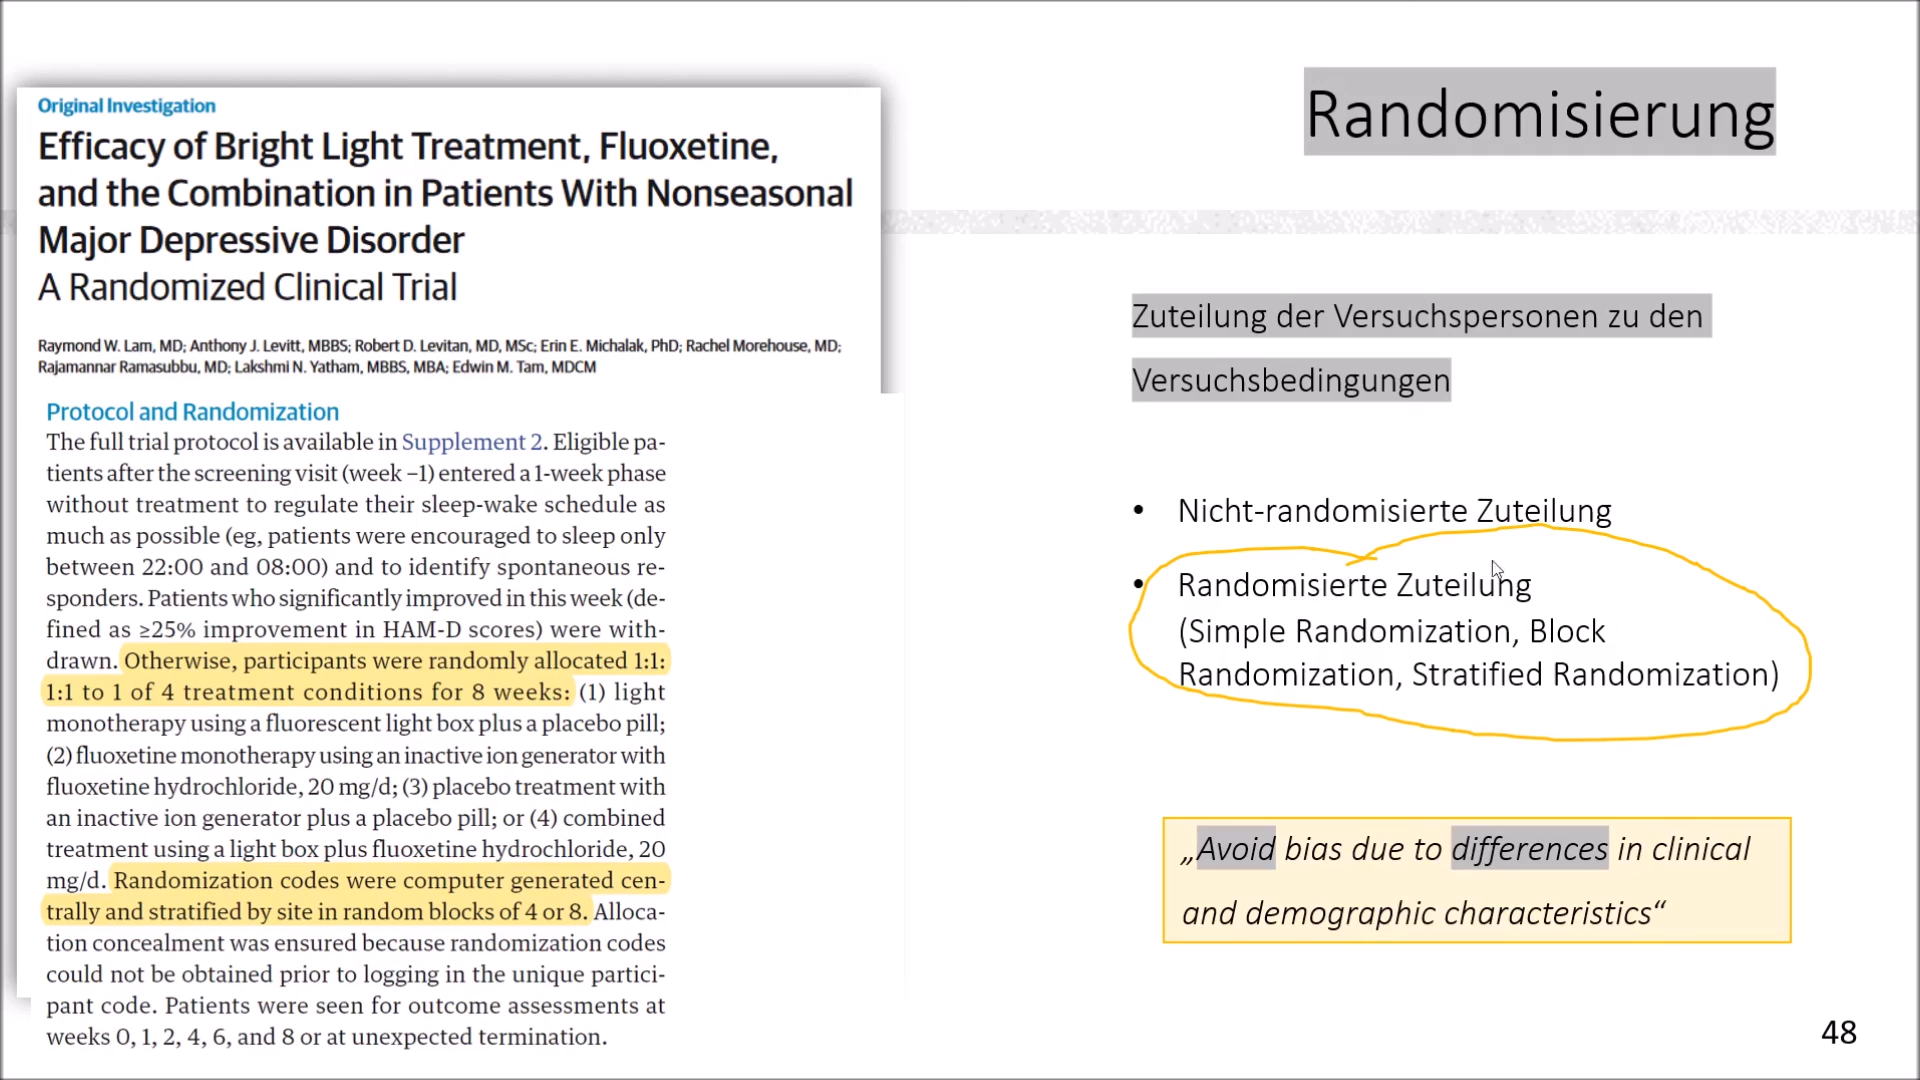 Original Investigation
Efficacy of Bright Light Treatment, Fluoxetine,
and the Combination in Patients With Nonseasonal
Major Depressive Disorder
A Randomized Clinical Trial
Raymond W. Lam, MD; Anthony J. Levitt, MBBS; Robert D. Levitan, MD, MSc; Erin E. Michalak, PhD; Rachel Morehouse, MD;
Rajamannar Ramasubbu, MD; Lakshmi N. Yatham, MBBS, MBA; Edwin M. Tam, MDCM
Protocol and Randomization
The full trial protocol is available in Supplement 2. Eligible pa-
tients after the screening visit (week −1) entered a 1-week phase
without treatment to regulate their sleep-wake schedule as
much as possible (eg, patients were encouraged to sleep only
between 22:00 and 08:00) and to identify spontaneous re-
sponders. Patients who significantly improved in this week (de-
fined as ≥25% improvement in HAM-D scores) were with-
drawn. Otherwise, participants were randomly allocated 1:1:
1:1 to 1 of 4 treatment conditions for 8 weeks: (1) light
monotherapy using a fluorescent light box plus a placebo pill;
(2) fluoxetine monotherapy using an inactive ion generator with
fluoxetine hydrochloride, 20 mg/d; (3) placebo treatment with
an inactive ion generator plus a placebo pill; or (4) combined
treatment using a light box plus fluoxetine hydrochloride, 20
mg/d. Randomization codes were computer generated cen-
trally and stratified by site in random blocks of 4 or 8. Alloca-
tion concealment was ensured because randomization codes
could not be obtained prior to logging in the unique partici-
pant code. Patients were seen for outcome assessments at
weeks 0, 1, 2, 4, 6, and 8 or at unexpected termination.
Randomisierung
Zuteilung der Versuchspersonen zu den
Versuchsbedingungen
• Nicht-randomisierte Zuteilung
• Randomisierte Zuteilung
(Simple Randomization, Block
Randomization, Stratified Randomization)
„Avoid bias due to differences in clinical
and demographic characteristics“
48